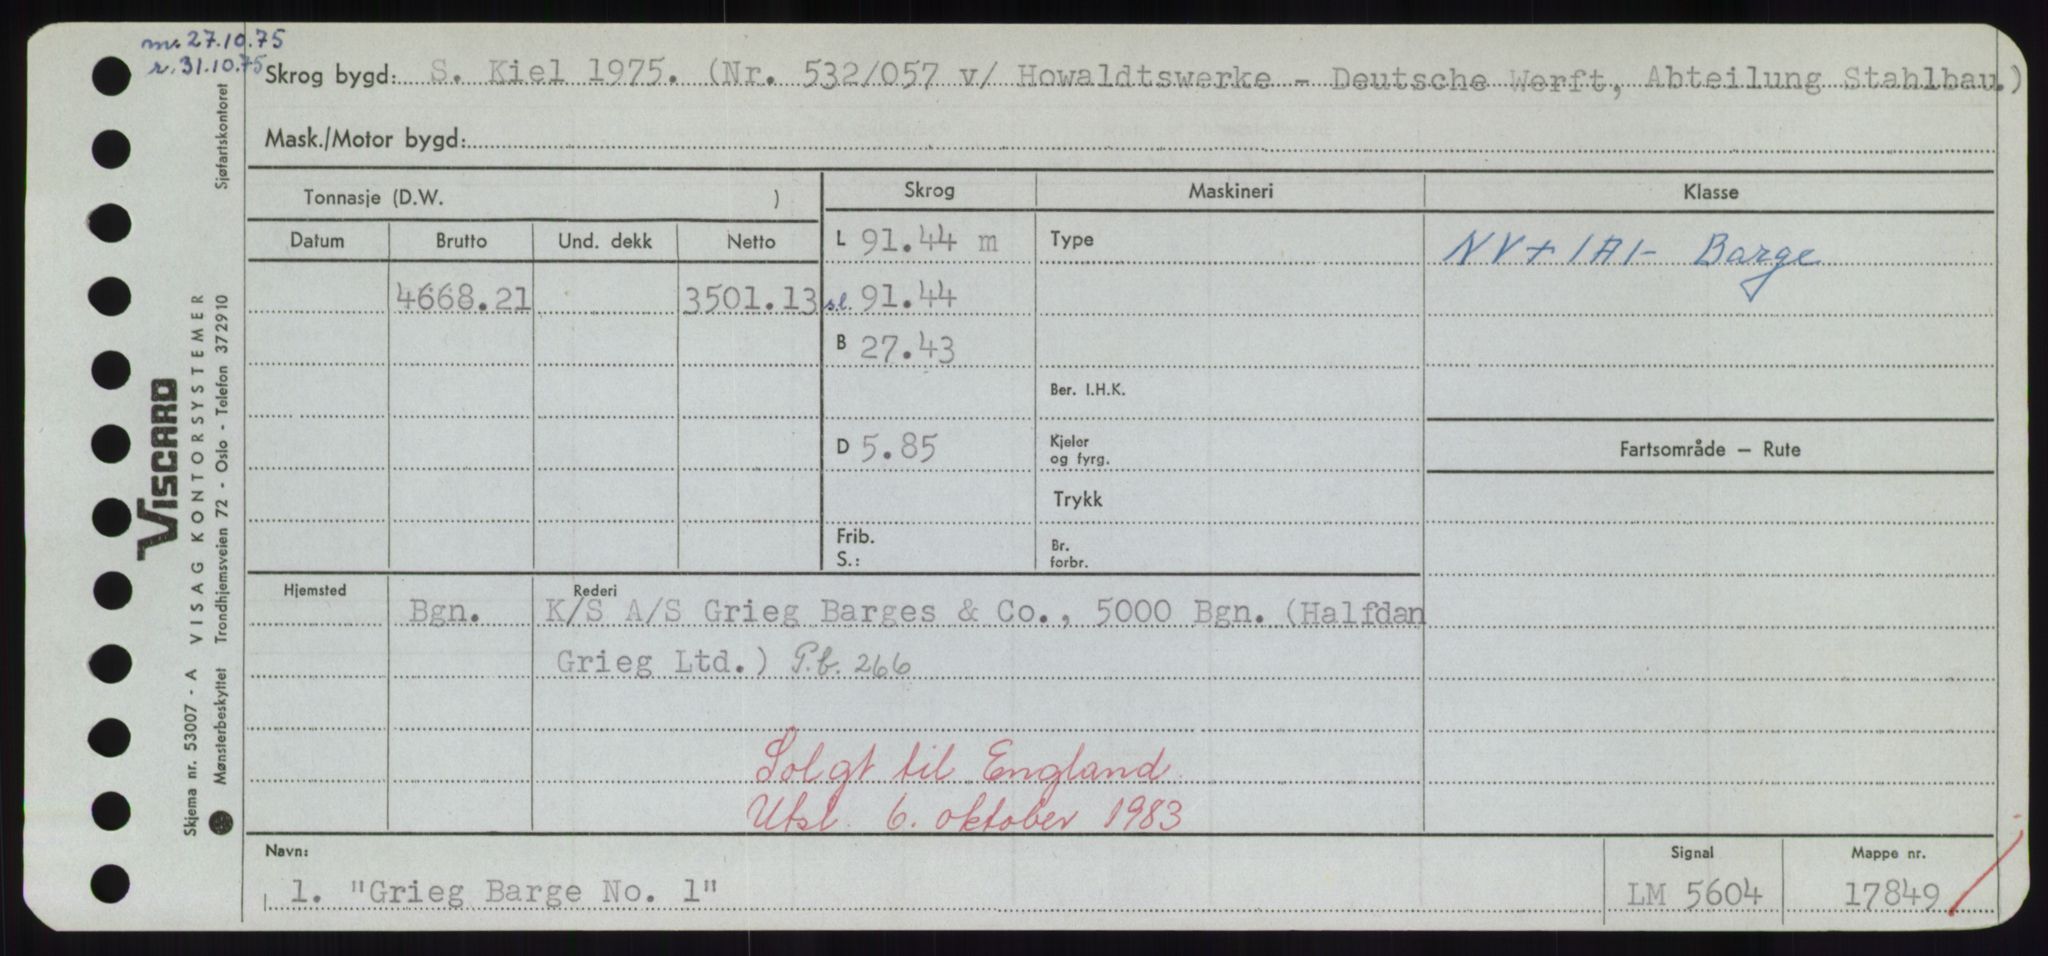 m. 27.10.75
r. 31.10.75
Skrog bygd: S. Kiel 1975. (Nr. 532/057 v/ Howaldtswerke - Deutsche Werft, Abteilung Stahlbau.)
Mask./Motor bygd:
Tonnasje (D.W. )
Skrog Maskineri Klasse
Datum Brutto Und. dekk Netto
L 91.44 m Type NV+1A1- Barge
4668.21 3501.13 s.l. 91.44
B 27.43
Ber. I.H.K.
D 5.85 Kjeler og fyrg. Fartsområde — Rute
Trykk
Frib. S.: Br. forbr.
Hjemsted Rederi
Bgn. K/S A/S Grieg Barges & Co., 5000 Bgn. (Halfdan
Grieg Ltd.) P.b. 266
Solgt til England.
Utsl. 6. oktober 1983
Navn: Signal Mappe nr.
1. "Grieg Barge No. 1" LM 5604 17849
VISCARD
Skjema nr. 53007 - A VISAG KONTORSYSTEMER
Mønsterbeskyttet Trondhjemsveien 72 - Oslo - Telefon 372910 Sjøfartskontoret